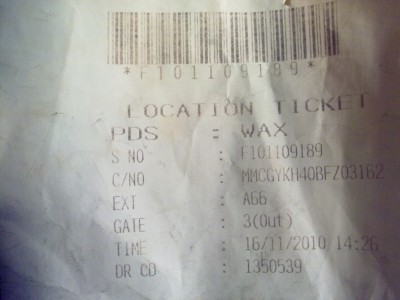 *F101109189*
LOCATION TICKET
PDS : WAX
S NO : F101109189
C/NO : MMCGYKH40BFZ03162
EXT : A66
GATE : 3(Out)
TIME : 16/11/2010 14:26
DR CD : 1350539